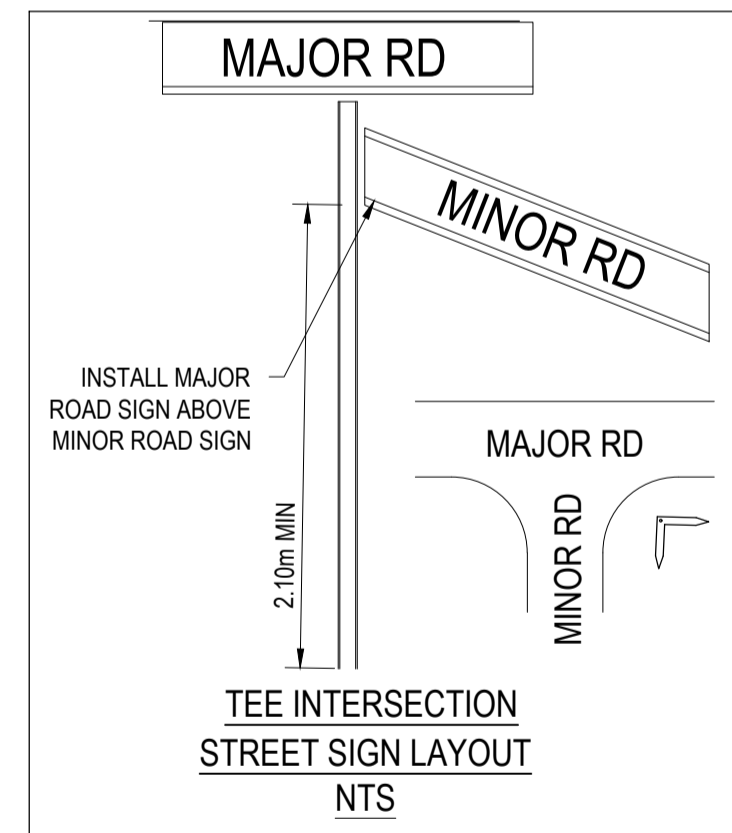 MAJOR RD
MINOR RD
INSTALL MAJOR
ROAD SIGN ABOVE
MINOR ROAD SIGN
MAJOR RD
MINOR RD
2.10m MIN
TEE INTERSECTION
STREET SIGN LAYOUT
NTS